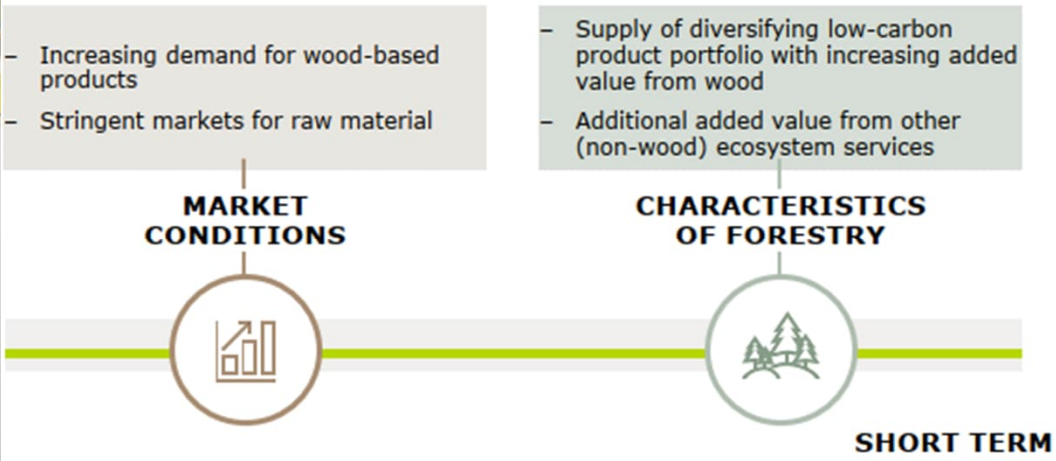 – Increasing demand for wood-based
products
– Stringent markets for raw material
MARKET
CONDITIONS
– Supply of diversifying low-carbon
product portfolio with increasing added
value from wood
– Additional added value from other
(non-wood) ecosystem services
CHARACTERISTICS
OF FORESTRY
SHORT TERM